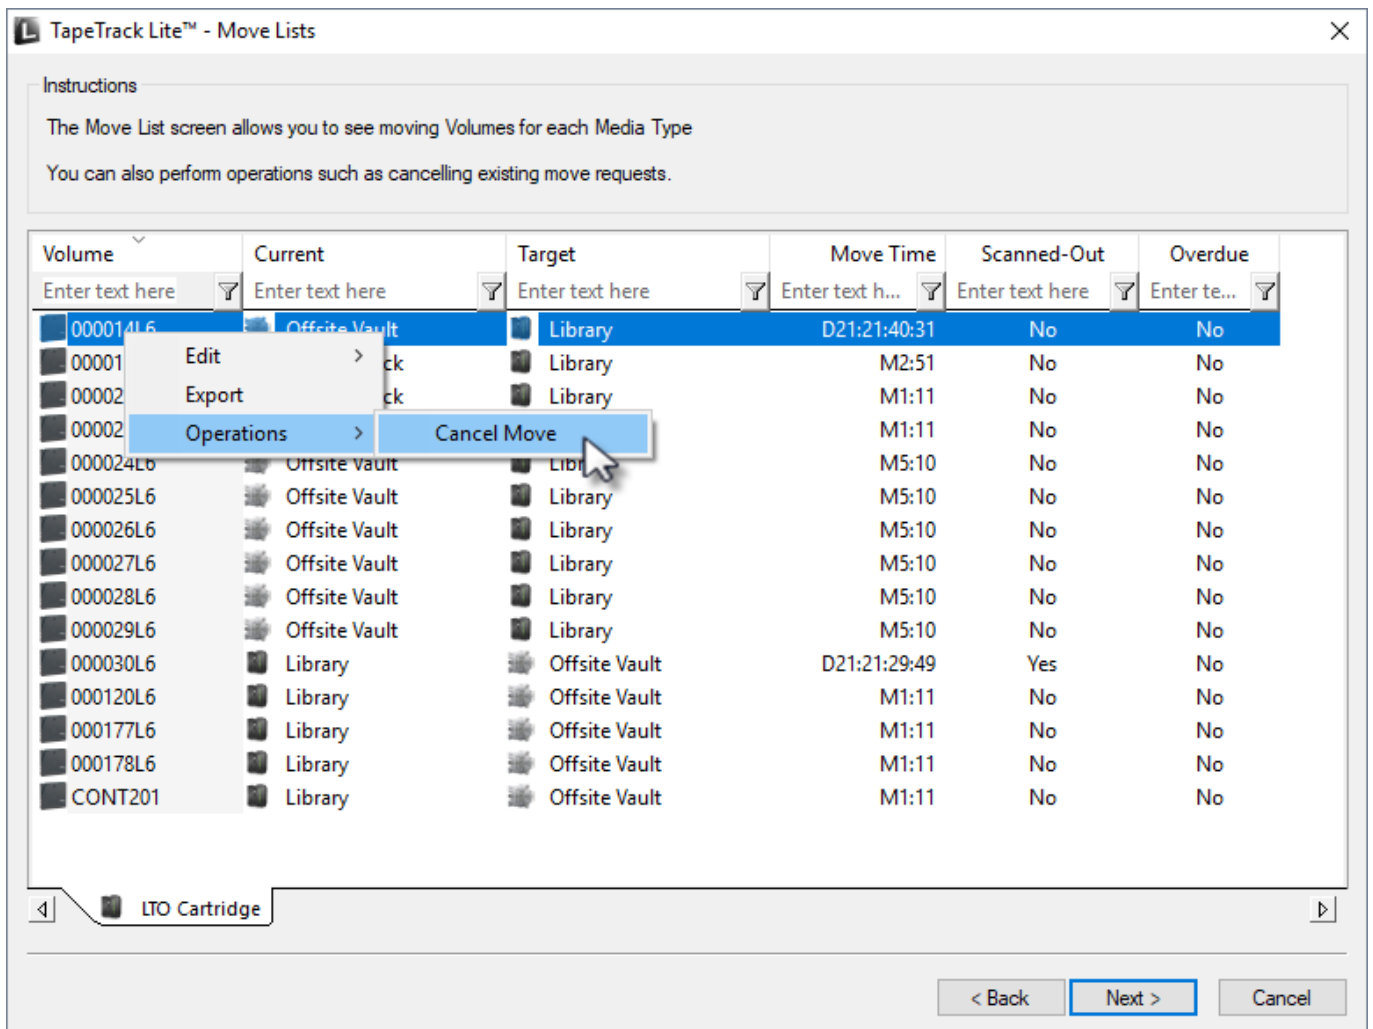 TapeTrack Lite™ - Move Lists
Instructions
The Move List screen allows you to see moving Volumes for each Media Type
You can also perform operations such as cancelling existing move requests.
Volume Current Target Move Time Scanned-Out Overdue
Enter text here Enter text here Enter text here Enter text h... Enter text here Enter te...
000014L6 Offsite Vault Library D21:21:40:31 No No
00001 ck Library M2:51 No No
00002 ck Library M1:11 No No
00002 M1:11 No No
000024L6 Offsite Vault Library M5:10 No No
000025L6 Offsite Vault Library M5:10 No No
000026L6 Offsite Vault Library M5:10 No No
000027L6 Offsite Vault Library M5:10 No No
000028L6 Offsite Vault Library M5:10 No No
000029L6 Offsite Vault Library M5:10 No No
000030L6 Library Offsite Vault D21:21:29:49 Yes No
000120L6 Library Offsite Vault M1:11 No No
000177L6 Library Offsite Vault M1:11 No No
000178L6 Library Offsite Vault M1:11 No No
CONT201 Library Offsite Vault M1:11 No No
Edit
Export
Operations
Cancel Move
LTO Cartridge
< Back Next > Cancel